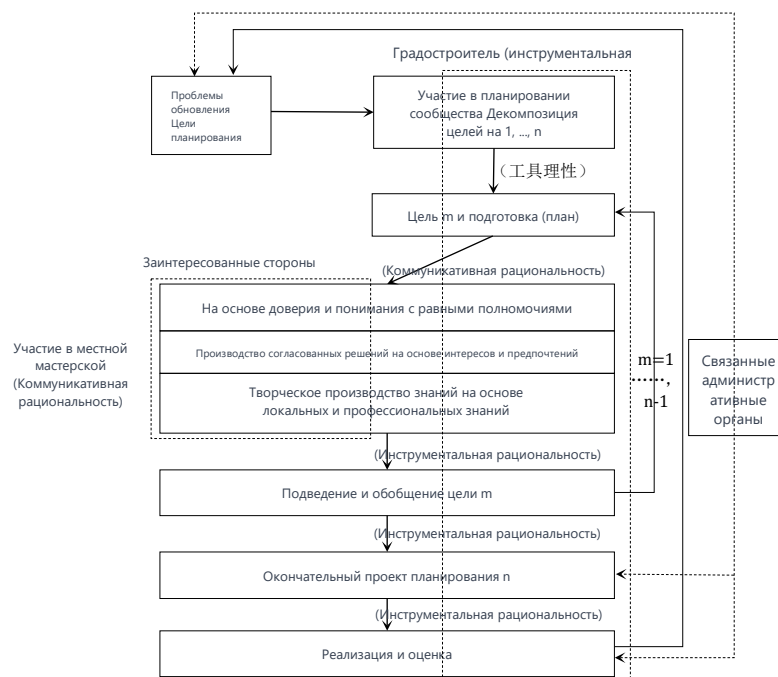 Градостроитель (инструментальная
Проблемы
обновления
Цели
планирования
Участие в планировании
сообщества Декомпозиция
целей на 1, ..., n
（工具理性）
Цель m и подготовка (план)
Заинтересованные стороны
(Коммуникативная рациональность)
На основе доверия и понимания с равными полномочиями
Производство согласованных решений на основе интересов и предпочтений
Творческое производство знаний на основе
локальных и профессиональных знаний
Участие в местной
мастерской
(Коммуникативная
рациональность)
m=1
……,
n-1
Связанные
администр
ативные
органы
(Инструментальная рациональность)
Подведение и обобщение цели m
(Инструментальная рациональность)
Окончательный проект планирования n
(Инструментальная рациональность)
Реализация и оценка